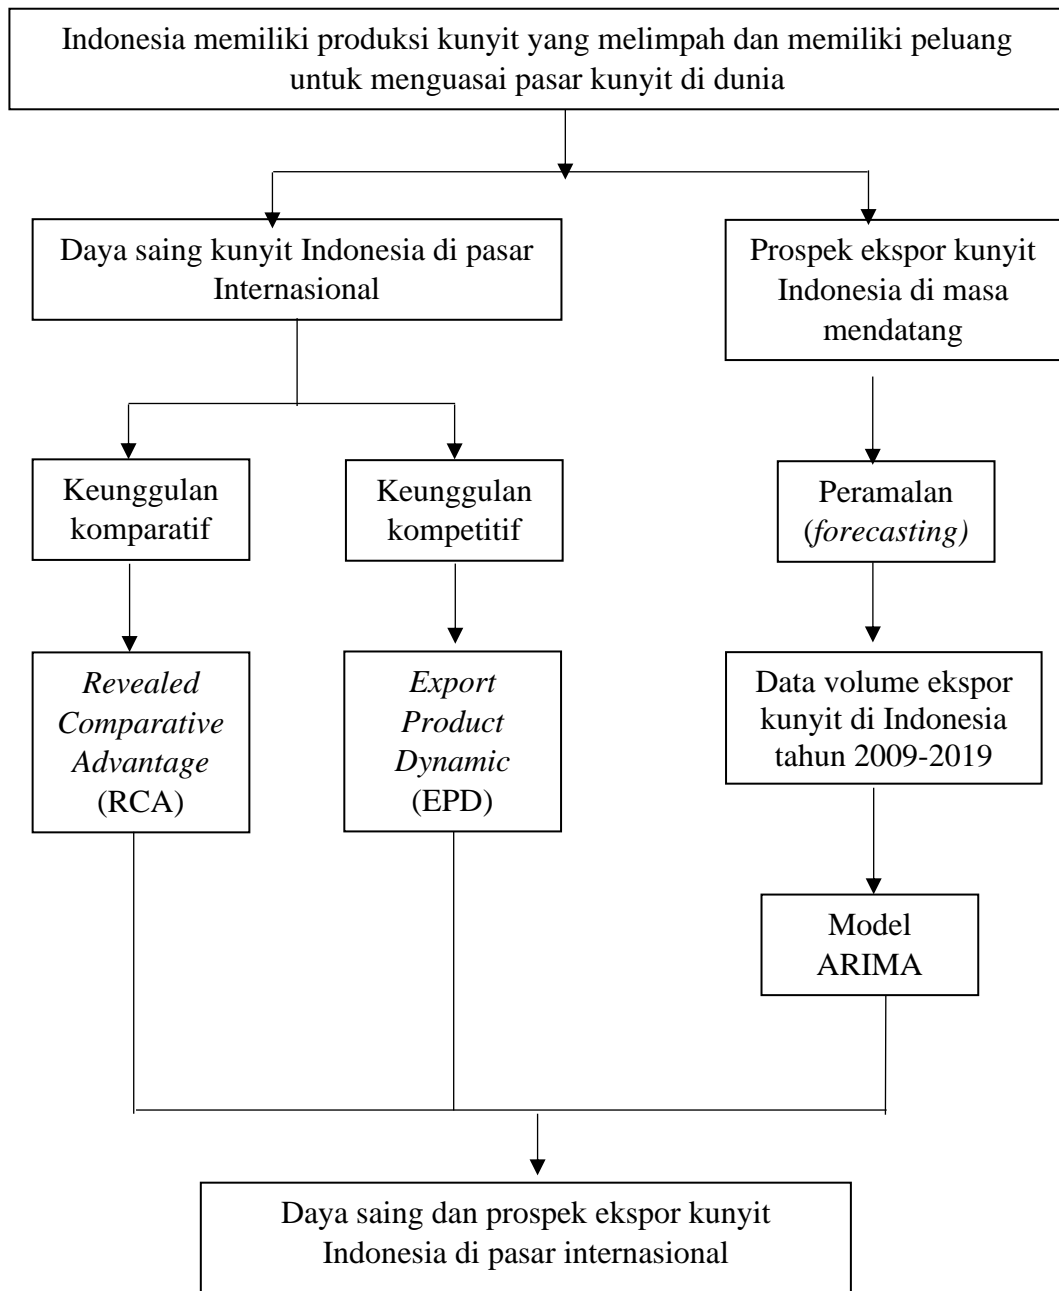 Indonesia memiliki produksi kunyit yang melimpah dan memiliki peluang
untuk menguasai pasar kunyit di dunia
Daya saing kunyit Indonesia di pasar
Internasional
Prospek ekspor kunyit
Indonesia di masa
mendatang
Keunggulan
komparatif
Keunggulan
kompetitif
Peramalan
(forecasting)
Revealed
Comparative
Advantage
(RCA)
Export
Product
Dynamic
(EPD)
Data volume ekspor
kunyit di Indonesia
tahun 2009-2019
Model
ARIMA
Daya saing dan prospek ekspor kunyit
Indonesia di pasar internasional